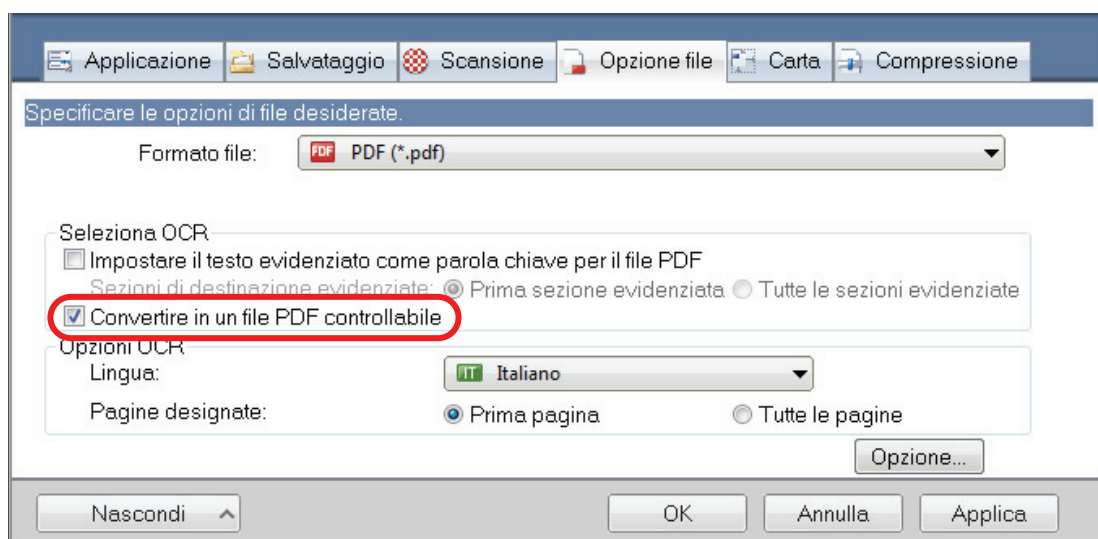 Applicazione Salvataggio Scansione Opzione file Carta Compressione
Specificare le opzioni di file desiderate.
Formato file: PDF PDF (*.pdf)
Seleziona OCR
Impostare il testo evidenziato come parola chiave per il file PDF
Sezioni di destinazione evidenziate: Prima sezione evidenziata Tutte le sezioni evidenziate
Convertire in un file PDF controllabile
Opzioni OCR
Lingua: IT Italiano
Pagine designate: Prima pagina Tutte le pagine
Opzione...
Nascondi OK Annulla Applica